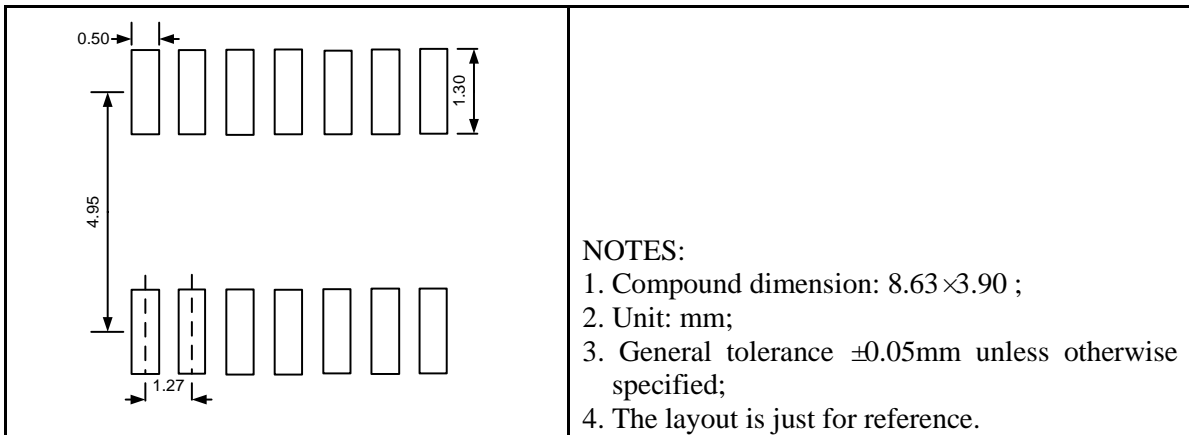 0.50
1.30
4.95
1.27
NOTES:
1. Compound dimension: 8.63×3.90 ;
2. Unit: mm;
3. General tolerance ±0.05mm unless otherwise
specified;
4. The layout is just for reference.